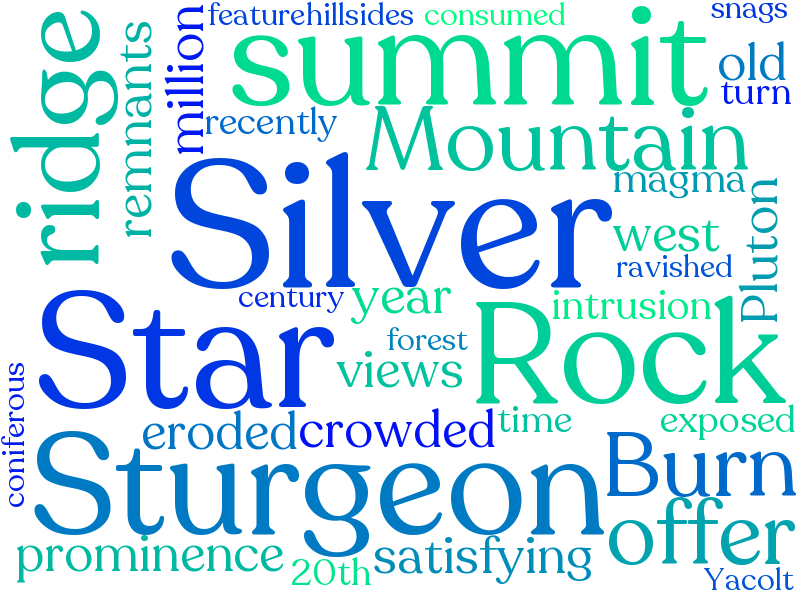 featurehillsides
consumed
snags
ridge
remnants
million
summit
old
turn
recently
Mountain
magma
Silver
Pluton
west
ravished
century
year
intrusion
Star
Rock
forest
views
coniferous
eroded
crowded
time
exposed
Sturgeon
Burn
offer
prominence
20th
satisfying
Yacolt